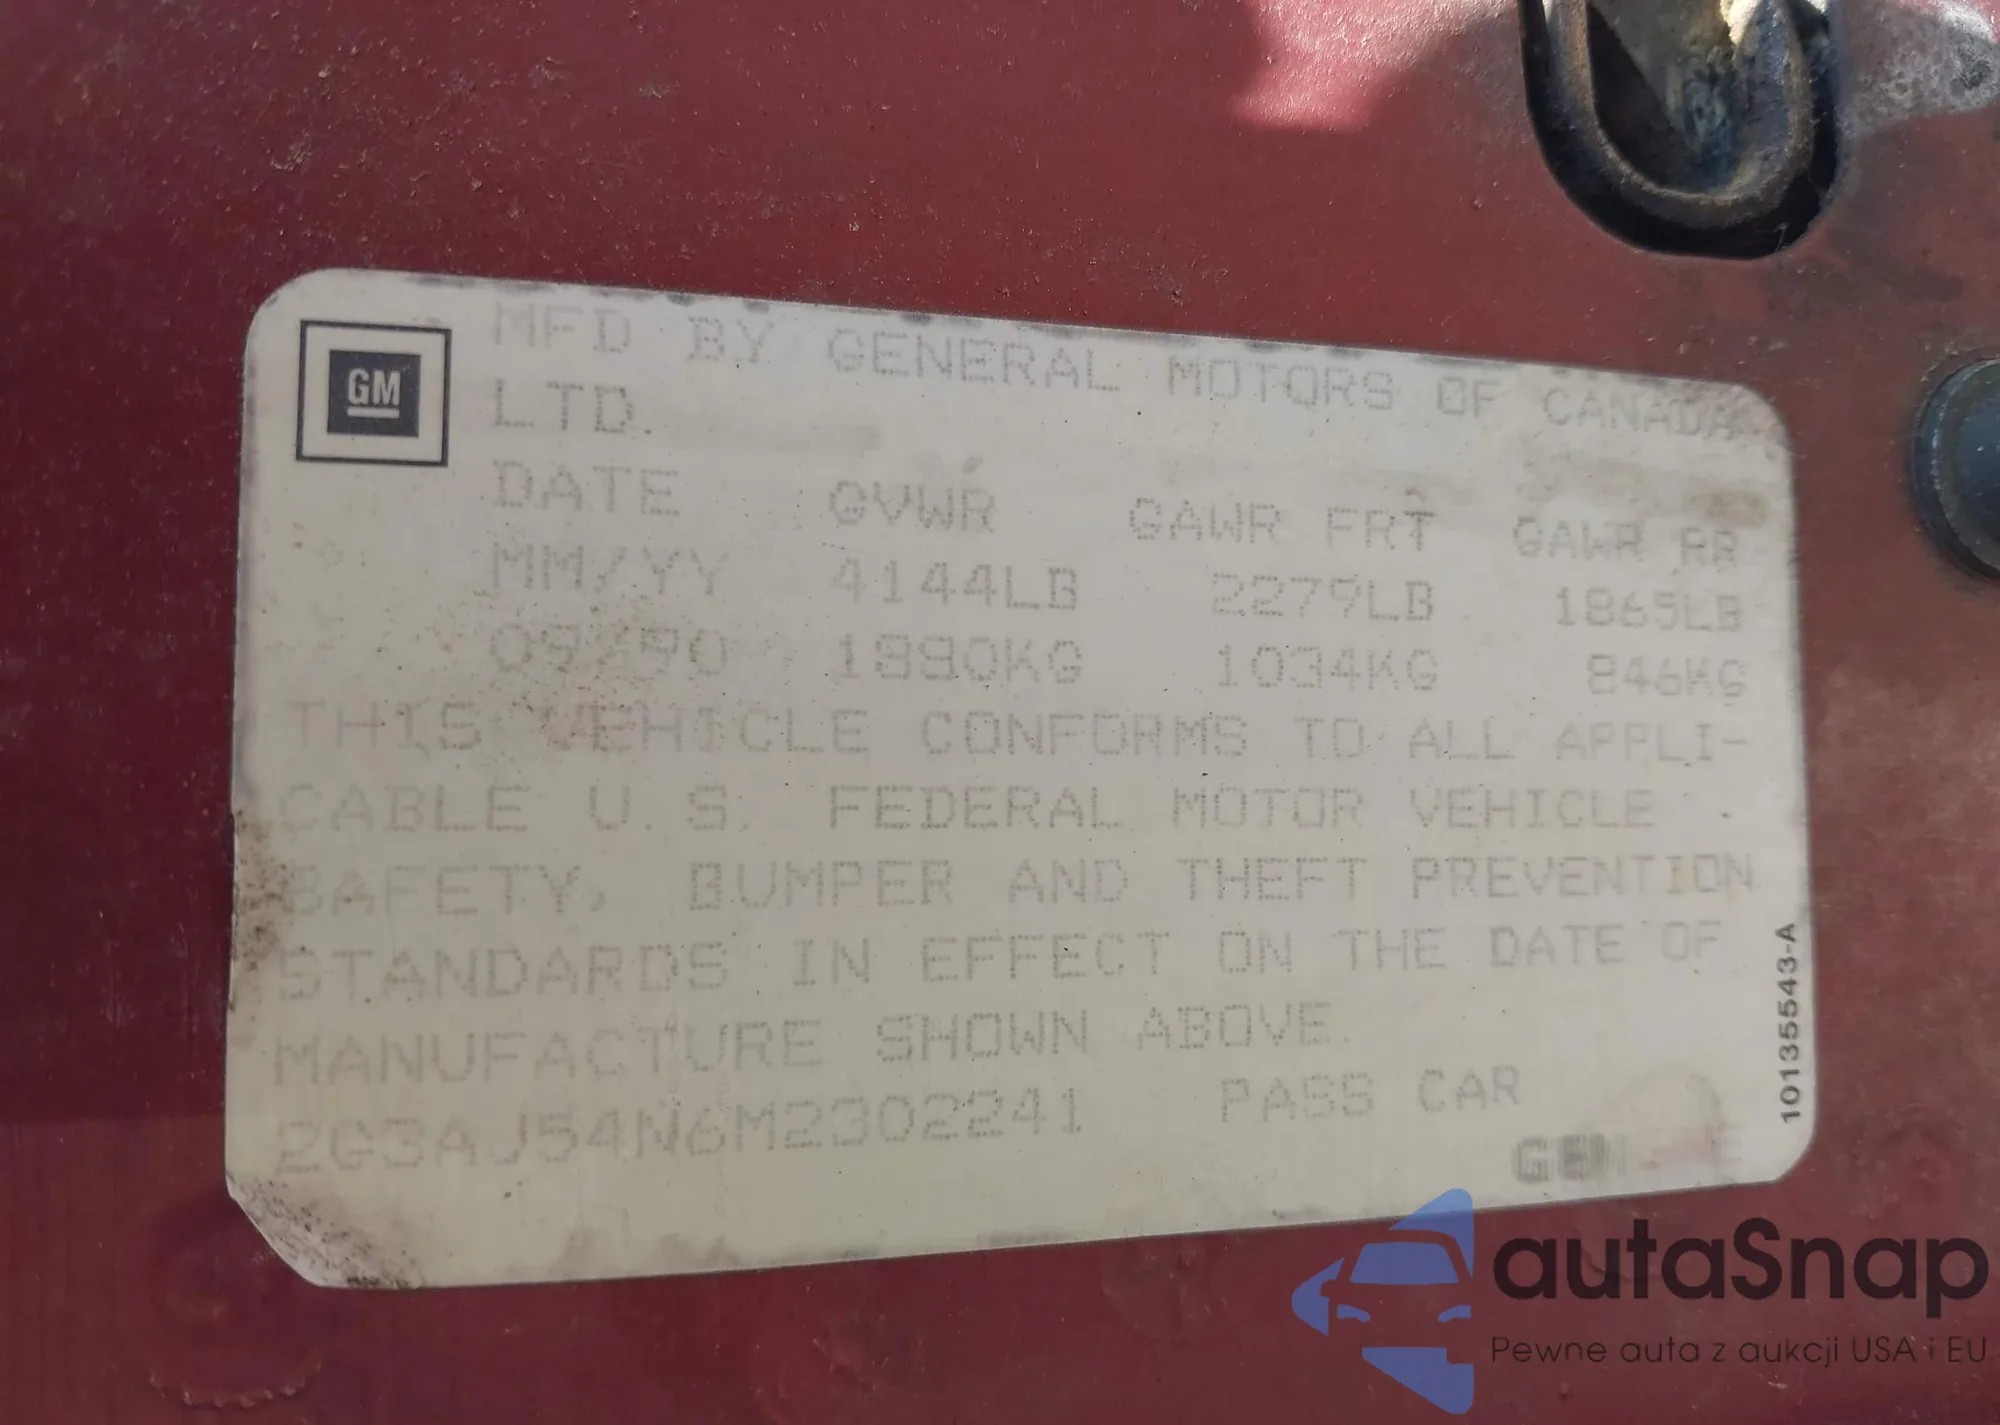 GM
MFD BY GENERAL MOTORS OF CANADA
LTD.
DATE GVWR GAWR FRT GAWR RR
MM/YY 4144LB 2279LB 1865LB
09/90 1880KG 1034KG 846KG
THIS VEHICLE CONFORMS TO ALL APPLI-
CABLE U.S. FEDERAL MOTOR VEHICLE
SAFETY, BUMPER AND THEFT PREVENTION
STANDARDS IN EFFECT ON THE DATE OF
MANUFACTURE SHOWN ABOVE.
2G3AJ54N6M2302241 PASS CAR
10135543-A
autaSnap
Pewne auta z aukcji USA i EU